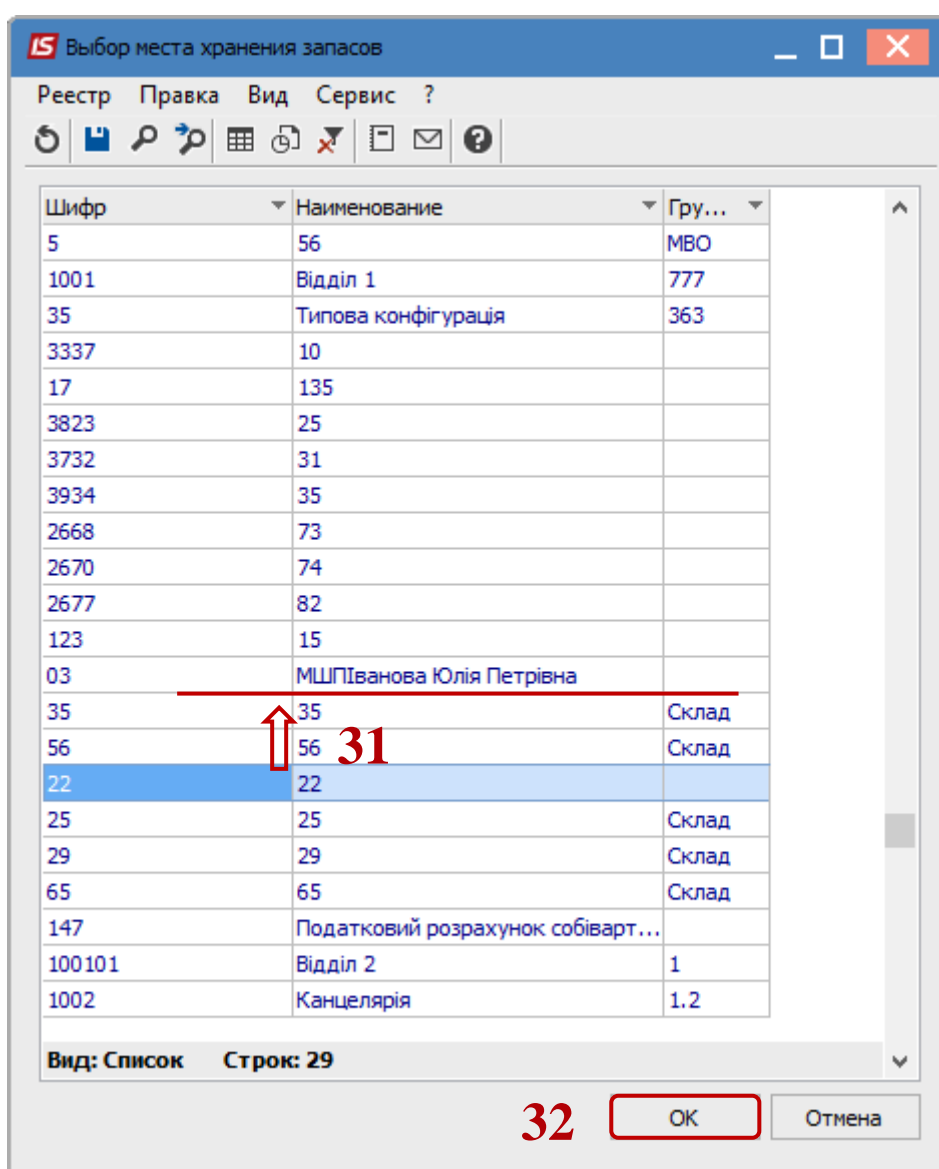 IS Выбор места хранения запасов
Реестр Правка Вид Сервис ?
Шифр Наименование Гру...
5 56 МВО
1001 Відділ 1 777
35 Типова конфігурація 363
3337 10
17 135
3823 25
3732 31
3934 35
2668 73
2670 74
2677 82
123 15
03 МШПІванова Юлія Петрівна
35 35 Склад
56 56 Склад
31
22 22
25 25 Склад
29 29 Склад
65 65 Склад
147 Податковий розрахунок собіварт...
100101 Відділ 2 1
1002 Канцелярія 1.2
Вид: Список Строк: 29
32 OK Отмена